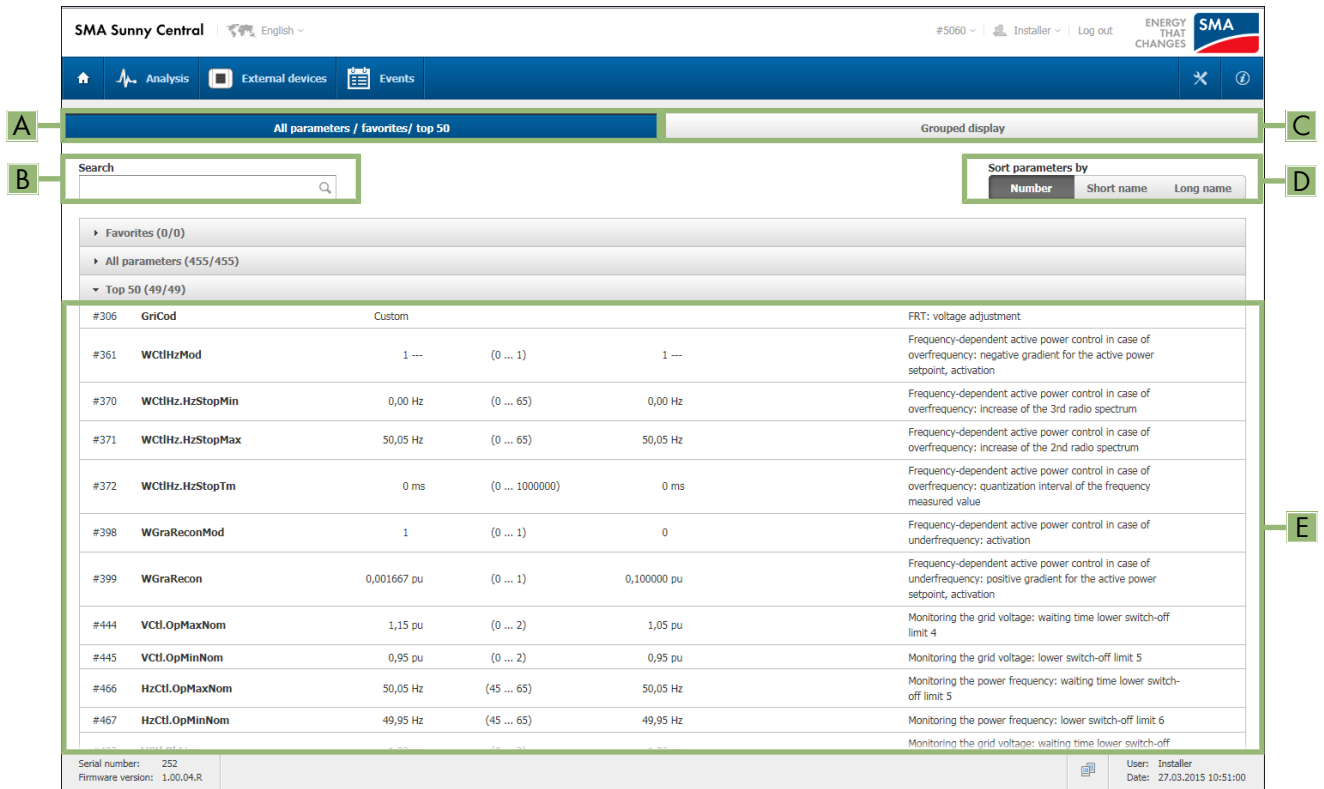 SMA Sunny Central English #5060 Installer Log out ENERGY THAT CHANGES SMA
Analysis External devices Events
A All parameters / favorites/ top 50 Grouped display C
B Search Sort parameters by D
Number Short name Long name
Favorites (0/0)
All parameters (455/455)
Top 50 (49/49)
#306 GriCod Custom FRT: voltage adjustment
#361 WCtlHzMod 1 --- (0 ... 1) 1 --- Frequency-dependent active power control in case of
overfrequency: negative gradient for the active power
setpoint, activation
#370 WCtlHz.HzStopMin 0,00 Hz (0 ... 65) 0,00 Hz Frequency-dependent active power control in case of
overfrequency: increase of the 3rd radio spectrum
#371 WCtlHz.HzStopMax 50,05 Hz (0 ... 65) 50,05 Hz Frequency-dependent active power control in case of
overfrequency: increase of the 2nd radio spectrum
#372 WCtlHz.HzStopTm 0 ms (0 ... 1000000) 0 ms Frequency-dependent active power control in case of
overfrequency: quantization interval of the frequency
measured value
#398 WGraReconMod 1 (0 ... 1) 0 Frequency-dependent active power control in case of
underfrequency: activation
E
#399 WGraRecon 0,001667 pu (0 ... 1) 0,100000 pu Frequency-dependent active power control in case of
underfrequency: positive gradient for the active power
setpoint, activation
#444 VCtl.OpMaxNom 1,15 pu (0 ... 2) 1,05 pu Monitoring the grid voltage: waiting time lower switch-off
limit 4
#445 VCtl.OpMinNom 0,95 pu (0 ... 2) 0,95 pu Monitoring the grid voltage: lower switch-off limit 5
#466 HzCtl.OpMaxNom 50,05 Hz (45 ... 65) 50,05 Hz Monitoring the power frequency: waiting time lower switch-
off limit 5
#467 HzCtl.OpMinNom 49,95 Hz (45 ... 65) 49,95 Hz Monitoring the power frequency: lower switch-off limit 6
Monitoring the grid voltage: waiting time lower switch-off
Serial number: 252 User: Installer
Firmware version: 1.00.04.R Date: 27.03.2015 10:51:00